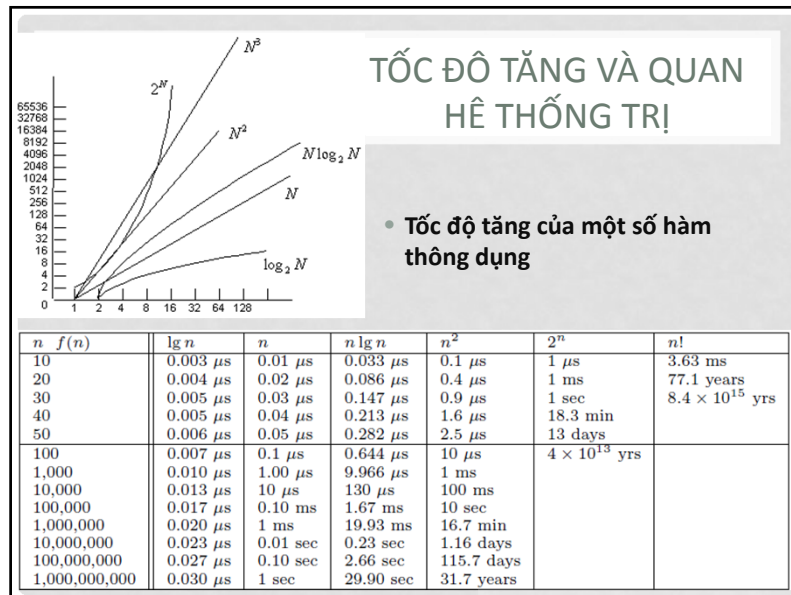 TỐC ĐÔ TĂNG VÀ QUAN
HÊ THỐNG TRỊ
N³
2ᴺ
N²
N log₂ N
N
log₂ N
65536
32768
16384
8192
4096
2048
1024
512
256
128
64
32
16
8
4
2
0 1 2 4 8 16 32 64 128
• Tốc độ tăng của một số hàm
thông dụng
n f(n) lg n n n lg n n² 2ⁿ n!
10 0.003 μs 0.01 μs 0.033 μs 0.1 μs 1 μs 3.63 ms
20 0.004 μs 0.02 μs 0.086 μs 0.4 μs 1 ms 77.1 years
30 0.005 μs 0.03 μs 0.147 μs 0.9 μs 1 sec 8.4 × 10¹⁵ yrs
40 0.005 μs 0.04 μs 0.213 μs 1.6 μs 18.3 min
50 0.006 μs 0.05 μs 0.282 μs 2.5 μs 13 days
100 0.007 μs 0.1 μs 0.644 μs 10 μs 4 × 10¹³ yrs
1,000 0.010 μs 1.00 μs 9.966 μs 1 ms
10,000 0.013 μs 10 μs 130 μs 100 ms
100,000 0.017 μs 0.10 ms 1.67 ms 10 sec
1,000,000 0.020 μs 1 ms 19.93 ms 16.7 min
10,000,000 0.023 μs 0.01 sec 0.23 sec 1.16 days
100,000,000 0.027 μs 0.10 sec 2.66 sec 115.7 days
1,000,000,000 0.030 μs 1 sec 29.90 sec 31.7 years